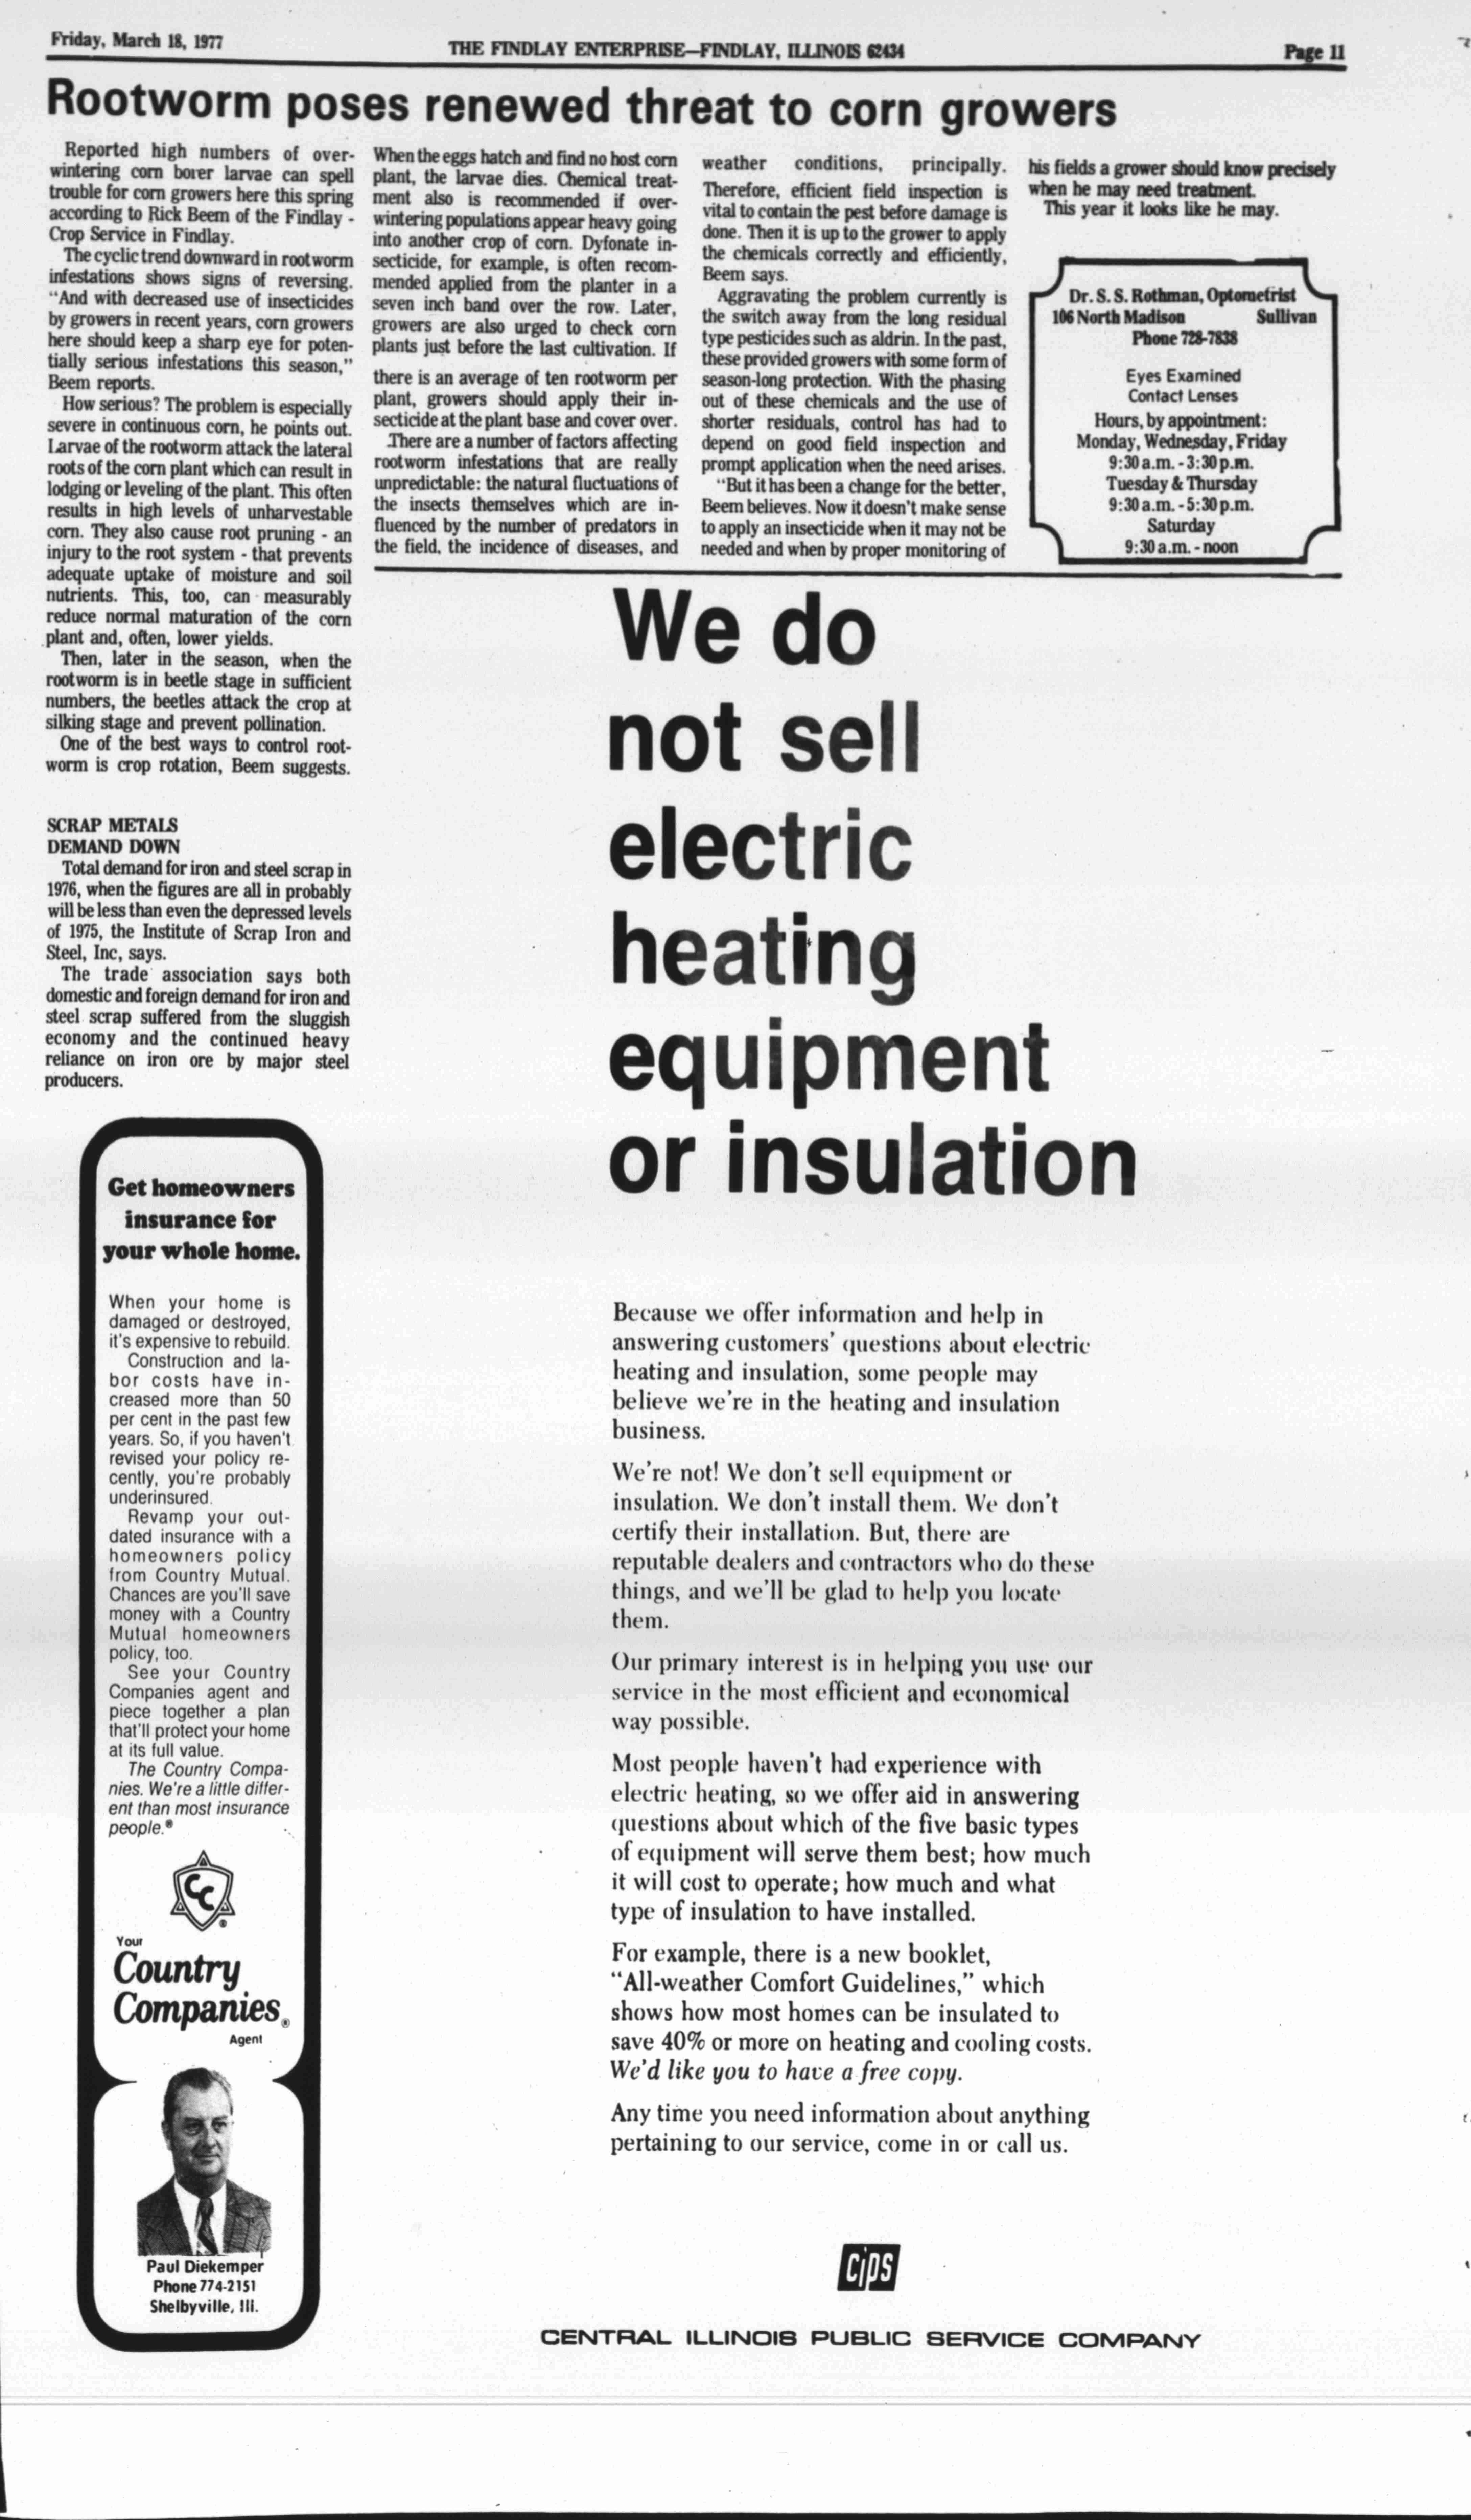 Friday, March 18, 1977
THE FINDLAY ENTERPRISE—FINDLAY, ILLINOIS 62434
Page 11
Rootworm poses renewed threat to corn growers
Reported high numbers of over-
wintering corn borer larvae can spell
trouble for corn growers here this spring
according to Rick Beem of the Findlay -
Crop Service in Findlay.
The cyclic trend downward in rootworm
infestations shows signs of reversing.
“And with decreased use of insecticides
by growers in recent years, corn growers
here should keep a sharp eye for poten-
tially serious infestations this season,”
Beem reports.
How serious? The problem is especially
severe in continuous corn, he points out.
Larvae of the rootworm attack the lateral
roots of the corn plant which can result in
lodging or leveling of the plant. This often
results in high levels of unharvestable
corn. They also cause root pruning - an
injury to the root system - that prevents
adequate uptake of moisture and soil
nutrients. This, too, can measurably
reduce normal maturation of the corn
plant and, often, lower yields.
Then, later in the season, when the
rootworm is in beetle stage in sufficient
numbers, the beetles attack the crop at
silking stage and prevent pollination.
One of the best ways to control root-
worm is crop rotation, Beem suggests.
When the eggs hatch and find no host corn
plant, the larvae dies. Chemical treat-
ment also is recommended if over-
wintering populations appear heavy going
into another crop of corn. Dyfonate in-
secticide, for example, is often recom-
mended applied from the planter in a
seven inch band over the row. Later,
growers are also urged to check corn
plants just before the last cultivation. If
there is an average of ten rootworm per
plant, growers should apply their in-
secticide at the plant base and cover over.
There are a number of factors affecting
rootworm infestations that are really
unpredictable: the natural fluctuations of
the insects themselves which are in-
fluenced by the number of predators in
the field, the incidence of diseases, and
weather conditions, principally.
Therefore, efficient field inspection is
vital to contain the pest before damage is
done. Then it is up to the grower to apply
the chemicals correctly and efficiently,
Beem says.
Aggravating the problem currently is
the switch away from the long residual
type pesticides such as aldrin. In the past,
these provided growers with some form of
season-long protection. With the phasing
out of these chemicals and the use of
shorter residuals, control has had to
depend on good field inspection and
prompt application when the need arises.
“But it has been a change for the better,
Beem believes. Now it doesn't make sense
to apply an insecticide when it may not be
needed and when by proper monitoring of
his fields a grower should know precisely
when he may need treatment.
This year it looks like he may.
Dr. S. S. Rothman, Optometrist
106 North Madison Sullivan
Phone 728-7838
Eyes Examined
Contact Lenses
Hours, by appointment:
Monday, Wednesday, Friday
9:30 a.m. - 3:30 p.m.
Tuesday & Thursday
9:30 a.m. - 5:30 p.m.
Saturday
9:30 a.m. - noon
SCRAP METALS
DEMAND DOWN
Total demand for iron and steel scrap in
1976, when the figures are all in probably
will be less than even the depressed levels
of 1975, the Institute of Scrap Iron and
Steel, Inc, says.
The trade association says both
domestic and foreign demand for iron and
steel scrap suffered from the sluggish
economy and the continued heavy
reliance on iron ore by major steel
producers.
Get homeowners
insurance for
your whole home.
When your home is
damaged or destroyed,
it's expensive to rebuild.
Construction and la-
bor costs have in-
creased more than 50
per cent in the past few
years. So, if you haven't
revised your policy re-
cently, you're probably
underinsured.
Revamp your out-
dated insurance with a
homeowners policy
from Country Mutual.
Chances are you'll save
money with a Country
Mutual homeowners
policy, too.
See your Country
Companies agent and
piece together a plan
that'll protect your home
at its full value.
The Country Compa-
nies. We're a little differ-
ent than most insurance
people.®
CC ®
Your
Country
Companies®
Agent
Paul Diekemper
Phone 774-2151
Shelbyville, Ill.
We do
not sell
electric
heating
equipment
or insulation
Because we offer information and help in
answering customers' questions about electric
heating and insulation, some people may
believe we're in the heating and insulation
business.
We're not! We don't sell equipment or
insulation. We don't install them. We don't
certify their installation. But, there are
reputable dealers and contractors who do these
things, and we'll be glad to help you locate
them.
Our primary interest is in helping you use our
service in the most efficient and economical
way possible.
Most people haven't had experience with
electric heating, so we offer aid in answering
questions about which of the five basic types
of equipment will serve them best; how much
it will cost to operate; how much and what
type of insulation to have installed.
For example, there is a new booklet,
“All-weather Comfort Guidelines,” which
shows how most homes can be insulated to
save 40% or more on heating and cooling costs.
We'd like you to have a free copy.
Any time you need information about anything
pertaining to our service, come in or call us.
cips
CENTRAL ILLINOIS PUBLIC SERVICE COMPANY